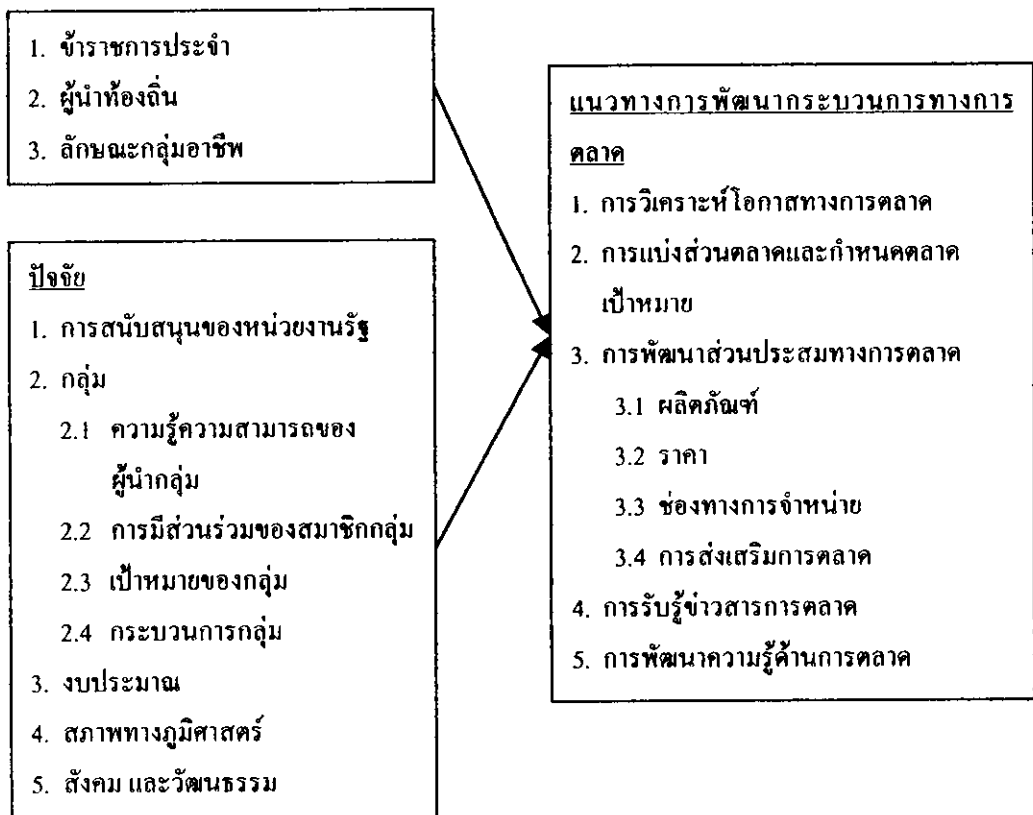 1. ข้าราชการประจำ
2. ผู้นำท้องถิ่น
3. ลักษณะกลุ่มอาชีพ
ปัจจัย
1. การสนับสนุนของหน่วยงานรัฐ
2. กลุ่ม
2.1 ความรู้ความสามารถของ
ผู้นำกลุ่ม
2.2 การมีส่วนร่วมของสมาชิกกลุ่ม
2.3 เป้าหมายของกลุ่ม
2.4 กระบวนการกลุ่ม
3. งบประมาณ
4. สภาพทางภูมิศาสตร์
5. สังคม และวัฒนธรรม
แนวทางการพัฒนากระบวนการทางการ
ตลาด
1. การวิเคราะห์โอกาสทางการตลาด
2. การแบ่งส่วนตลาดและกำหนดตลาด
เป้าหมาย
3. การพัฒนาส่วนประสมทางการตลาด
3.1 ผลิตภัณฑ์
3.2 ราคา
3.3 ช่องทางการจำหน่าย
3.4 การส่งเสริมการตลาด
4. การรับรู้ข่าวสารการตลาด
5. การพัฒนาความรู้ด้านการตลาด